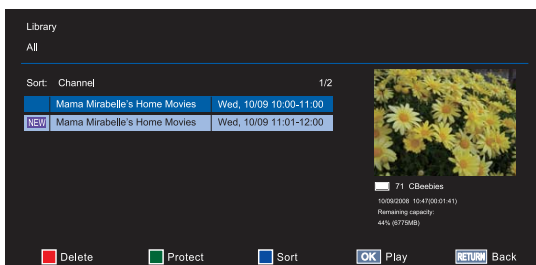 Library
All
Sort: Channel 1/2
Mama Mirabelle's Home Movies Wed, 10/09 10:00-11:00
NEW Mama Mirabelle's Home Movies Wed, 10/09 11:01-12:00
71 CBeebies
10/09/2008 10:47(00:01:41)
Remaining capacity:
44% (6775MB)
Delete Protect Sort OK Play RETURN Back